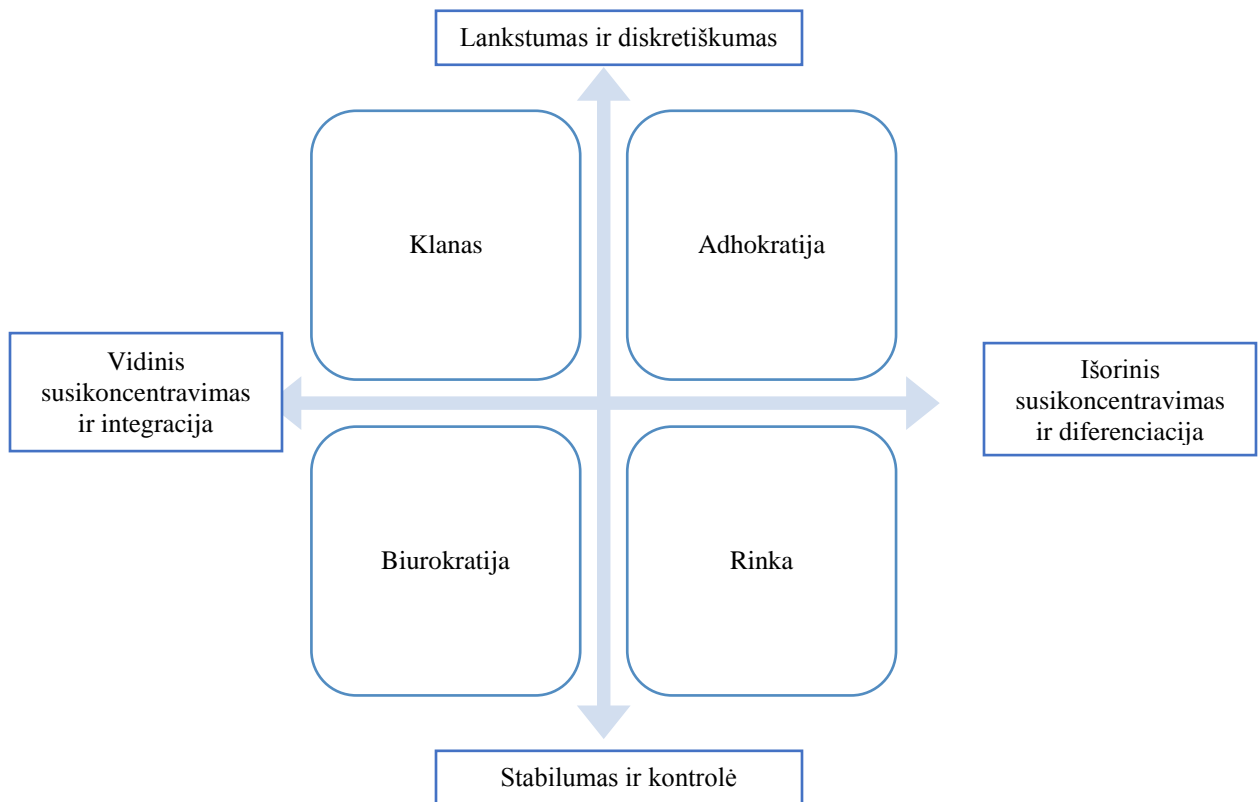 Lankstumas ir diskretiškumas
Klanas
Adhokratija
Vidinis
susikoncentravimas
ir integracija
Išorinis
susikoncentravimas
ir diferenciacija
Biurokratija
Rinka
Stabilumas ir kontrolė